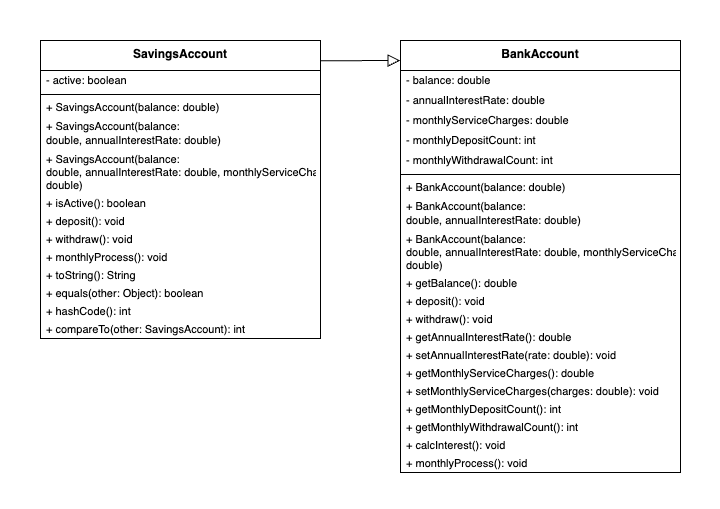 SavingsAccount
- active: boolean
+ SavingsAccount(balance: double)
+ SavingsAccount(balance:
double, annualInterestRate: double)
+ SavingsAccount(balance:
double, annualInterestRate: double, monthlyServiceCha
double)
+ isActive(): boolean
+ deposit(): void
+ withdraw(): void
+ monthlyProcess(): void
+ toString(): String
+ equals(other: Object): boolean
+ hashCode(): int
+ compareTo(other: SavingsAccount): int
BankAccount
- balance: double
- annualInterestRate: double
- monthlyServiceCharges: double
- monthlyDepositCount: int
- monthlyWithdrawalCount: int
+ BankAccount(balance: double)
+ BankAccount(balance:
double, annualInterestRate: double)
+ BankAccount(balance:
double, annualInterestRate: double, monthlyServiceCha
double)
+ getBalance(): double
+ deposit(): void
+ withdraw(): void
+ getAnnualInterestRate(): double
+ setAnnualInterestRate(rate: double): void
+ getMonthlyServiceCharges(): double
+ setMonthlyServiceCharges(charges: double): void
+ getMonthlyDepositCount(): int
+ getMonthlyWithdrawalCount(): int
+ calcInterest(): void
+ monthlyProcess(): void